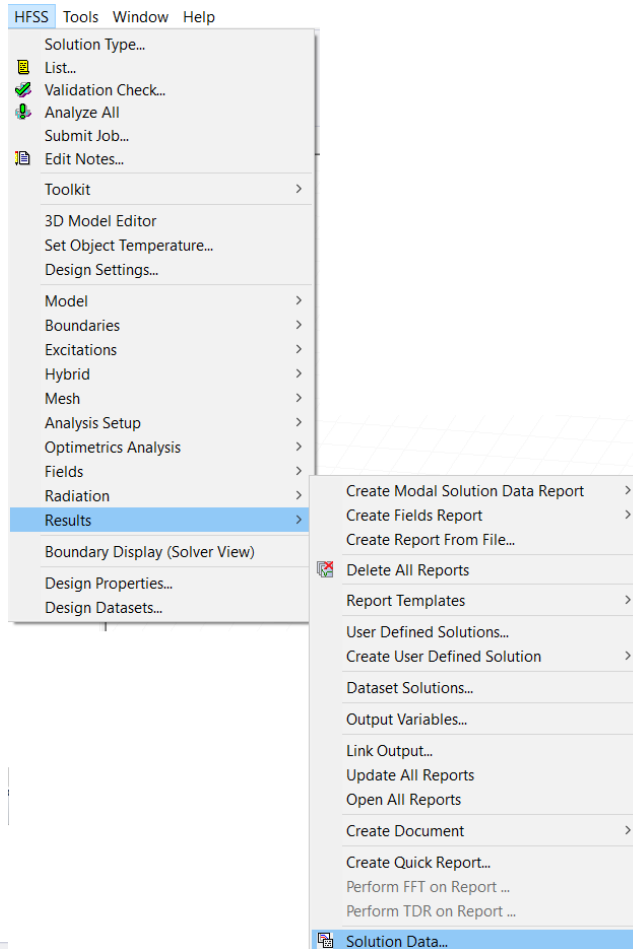 HFSS Tools Window Help
Solution Type...
List...
Validation Check...
Analyze All
Submit Job...
Edit Notes...
Toolkit
3D Model Editor
Set Object Temperature...
Design Settings...
Model
Boundaries
Excitations
Hybrid
Mesh
Analysis Setup
Optimetrics Analysis
Fields
Radiation
Results
Boundary Display (Solver View)
Design Properties...
Design Datasets...
Create Modal Solution Data Report
Create Fields Report
Create Report From File...
Delete All Reports
Report Templates
User Defined Solutions...
Create User Defined Solution
Dataset Solutions...
Output Variables...
Link Output...
Update All Reports
Open All Reports
Create Document
Create Quick Report...
Perform FFT on Report ...
Perform TDR on Report ...
Solution Data...